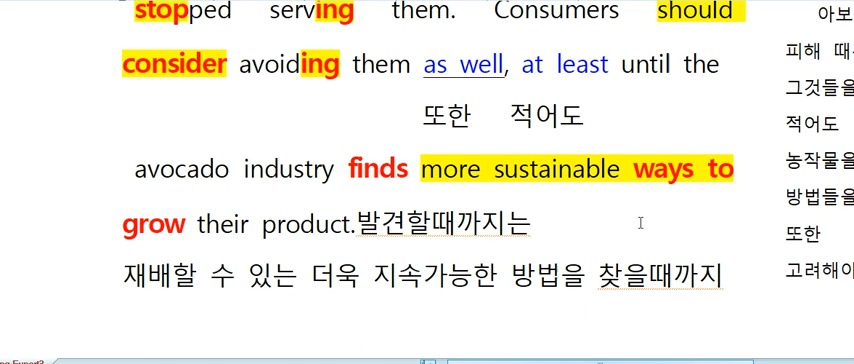 stopped serving them. Consumers should
consider avoiding them as well, at least until the
또한 적어도
avocado industry finds more sustainable ways to
grow their product.발견할때까지는
재배할 수 있는 더욱 지속가능한 방법을 찾을때까지
아보
피해
그것들을
적어도
농작물을
방법들을
또한
고려해야